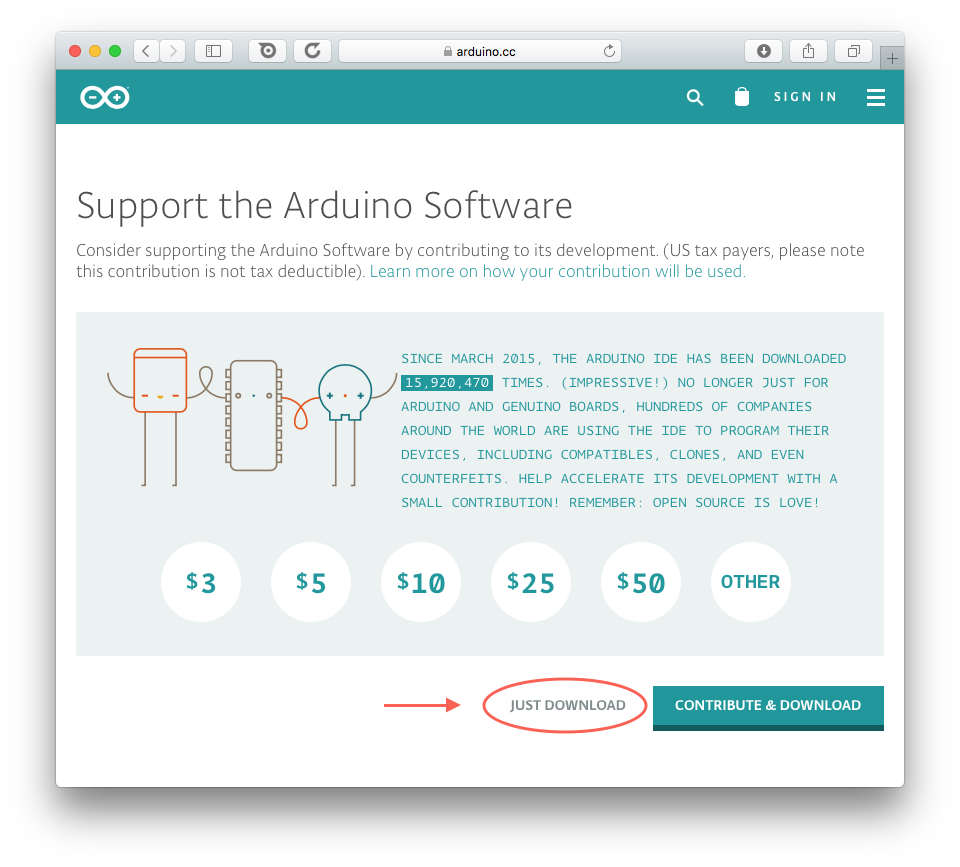 arduino.cc
SIGN IN
Support the Arduino Software
Consider supporting the Arduino Software by contributing to its development. (US tax payers, please note
this contribution is not tax deductible). Learn more on how your contribution will be used.
SINCE MARCH 2015, THE ARDUINO IDE HAS BEEN DOWNLOADED
15,920,470 TIMES. (IMPRESSIVE!) NO LONGER JUST FOR
ARDUINO AND GENUINO BOARDS, HUNDREDS OF COMPANIES
AROUND THE WORLD ARE USING THE IDE TO PROGRAM THEIR
DEVICES, INCLUDING COMPATIBLES, CLONES, AND EVEN
COUNTERFEITS. HELP ACCELERATE ITS DEVELOPMENT WITH A
SMALL CONTRIBUTION! REMEMBER: OPEN SOURCE IS LOVE!
$3 $5 $10 $25 $50 OTHER
JUST DOWNLOAD CONTRIBUTE & DOWNLOAD